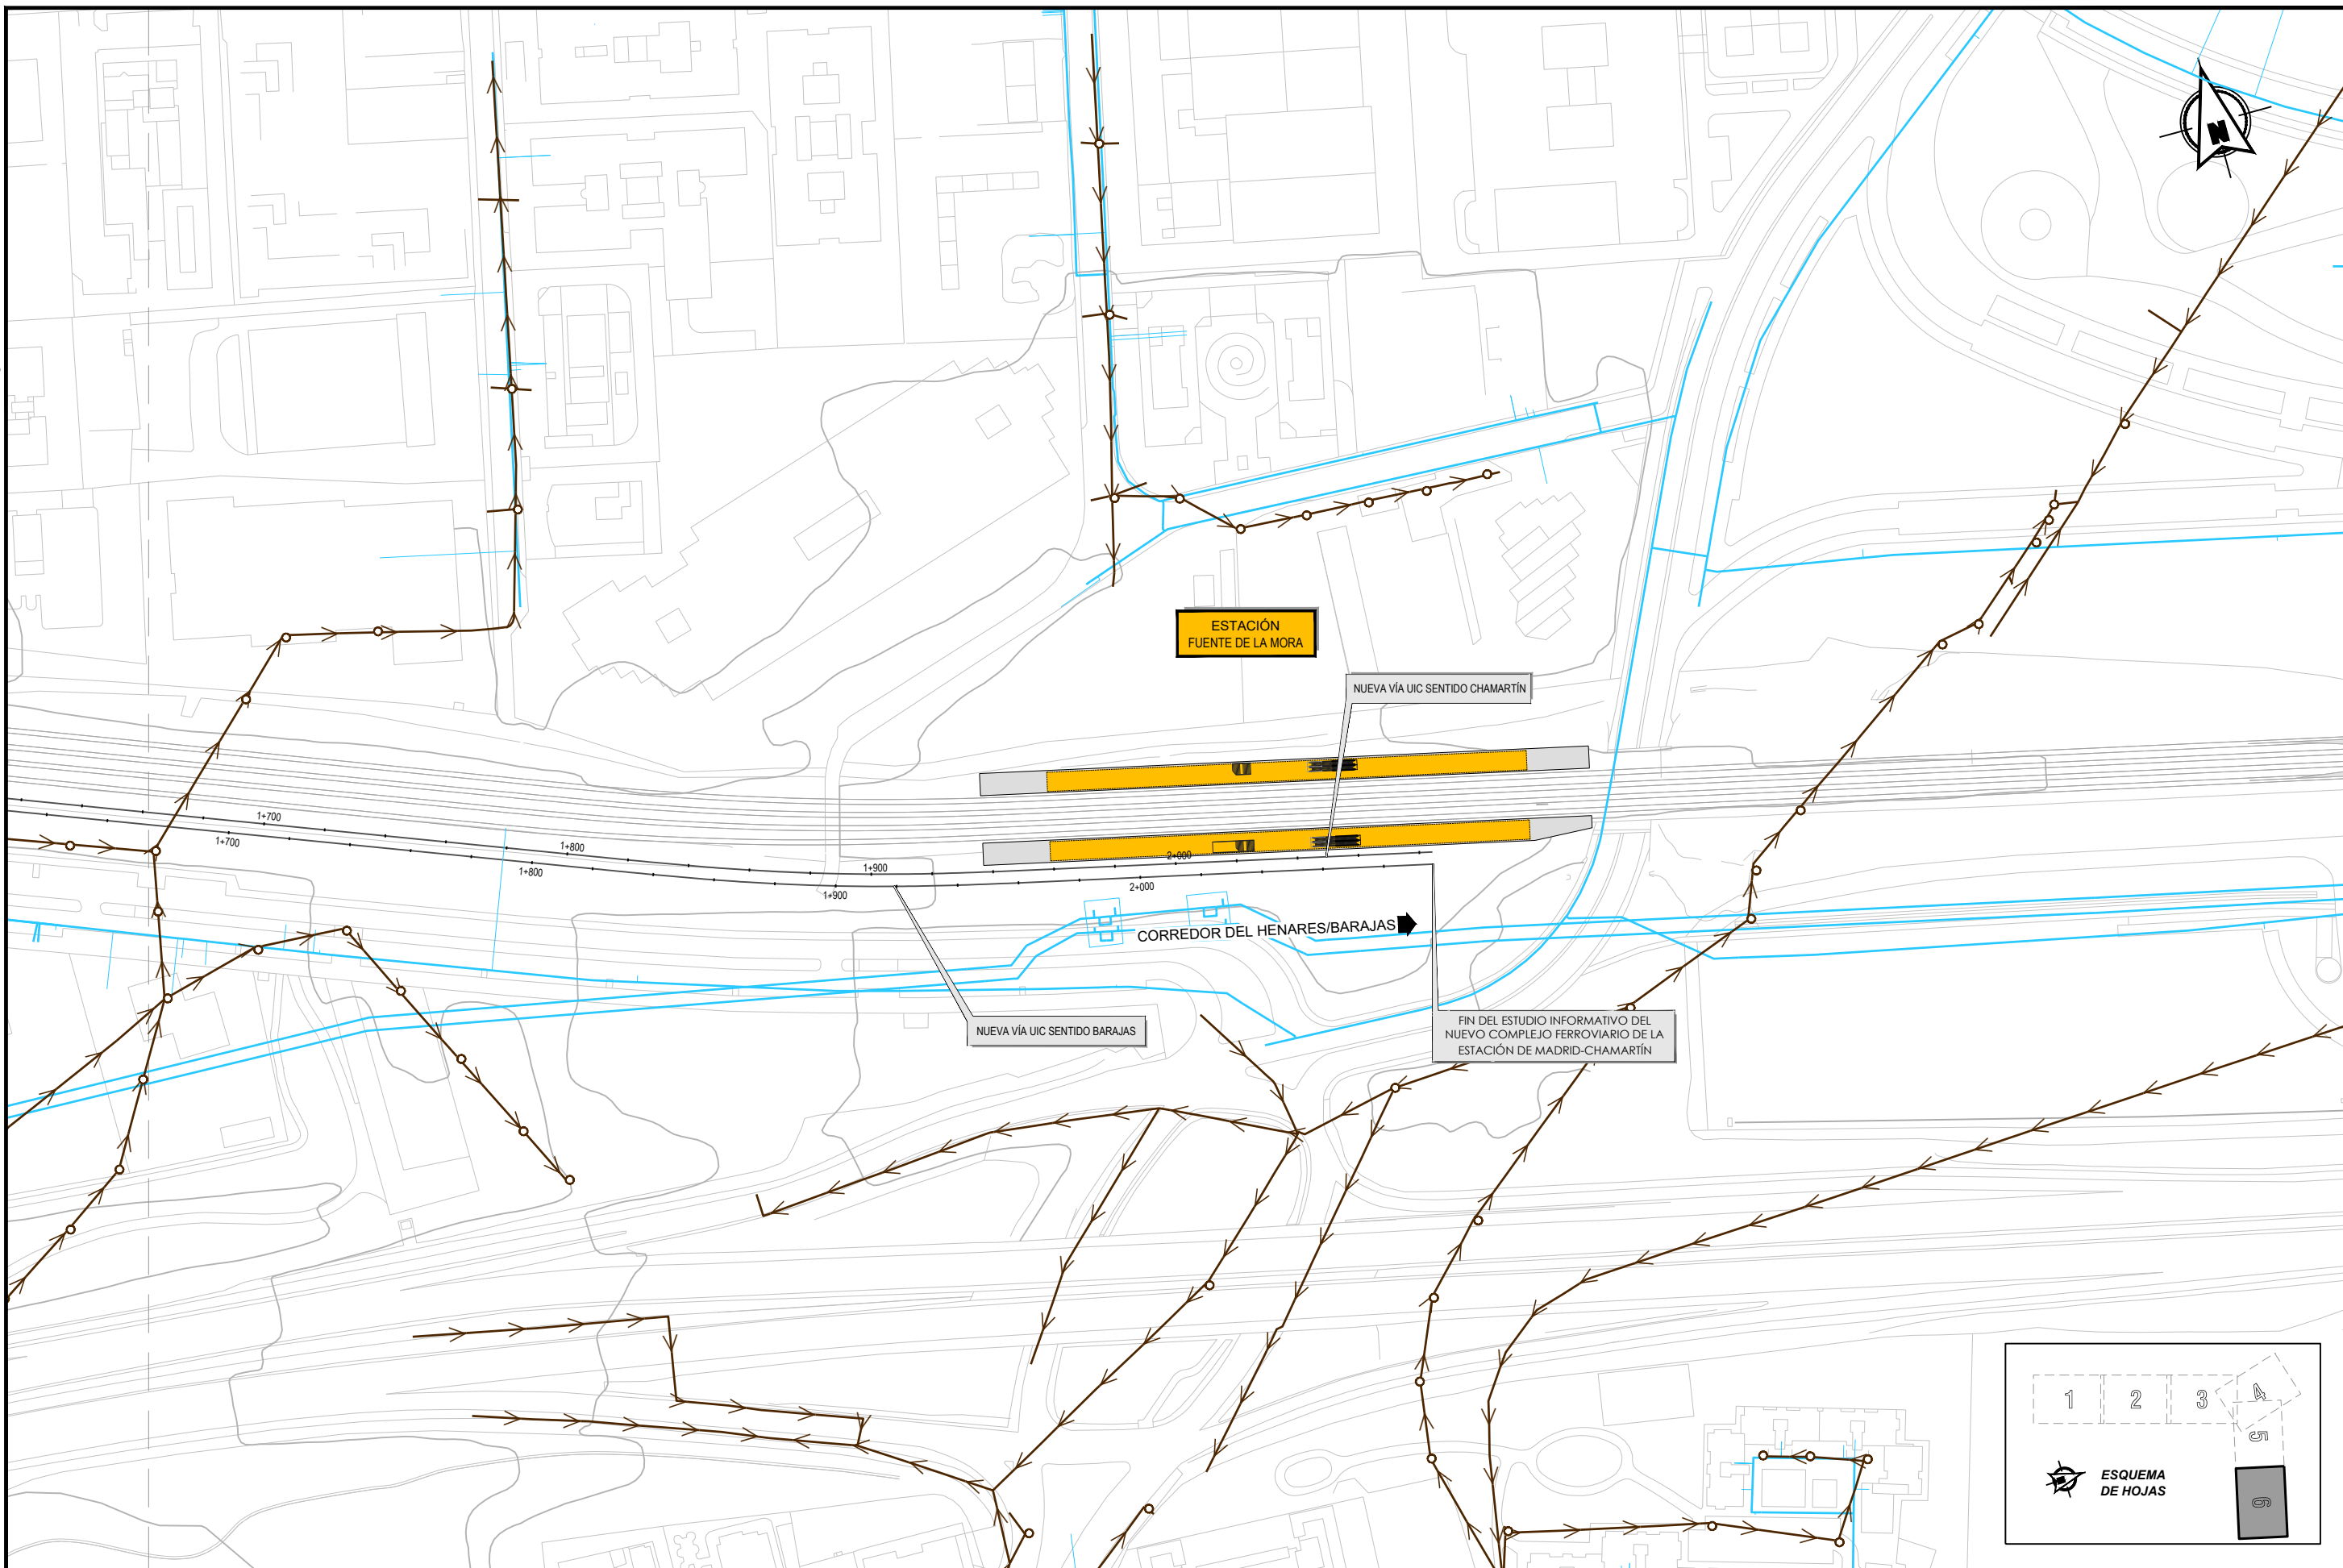 N
ESTACIÓN
FUENTE DE LA MORA
NUEVA VÍA UIC SENTIDO CHAMARTÍN
1+700
1+700
1+800
1+800
1+900
1+900
2+000
2+000
CORREDOR DEL HENARES/BARAJAS
NUEVA VÍA UIC SENTIDO BARAJAS
FIN DEL ESTUDIO INFORMATIVO DEL
NUEVO COMPLEJO FERROVIARIO DE LA
ESTACIÓN DE MADRID-CHAMARTÍN
1 2 3 4
5
6
ESQUEMA
DE HOJAS